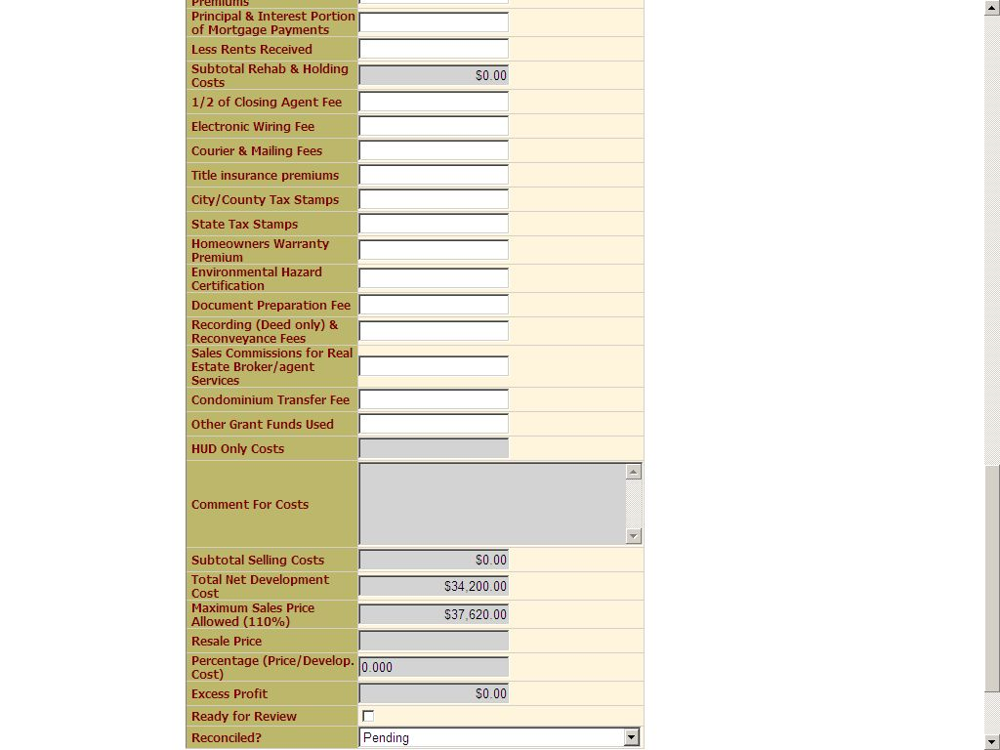 Premiums
Principal & Interest Portion
of Mortgage Payments
Less Rents Received
Subtotal Rehab & Holding
Costs
$0.00
1/2 of Closing Agent Fee
Electronic Wiring Fee
Courier & Mailing Fees
Title insurance premiums
City/County Tax Stamps
State Tax Stamps
Homeowners Warranty
Premium
Environmental Hazard
Certification
Document Preparation Fee
Recording (Deed only) &
Reconveyance Fees
Sales Commissions for Real
Estate Broker/agent
Services
Condominium Transfer Fee
Other Grant Funds Used
HUD Only Costs
Comment For Costs
Subtotal Selling Costs
$0.00
Total Net Development
Cost
$34,200.00
Maximum Sales Price
Allowed (110%)
$37,620.00
Resale Price
Percentage (Price/Develop.
Cost)
0.000
Excess Profit
$0.00
Ready for Review
Reconciled?
Pending